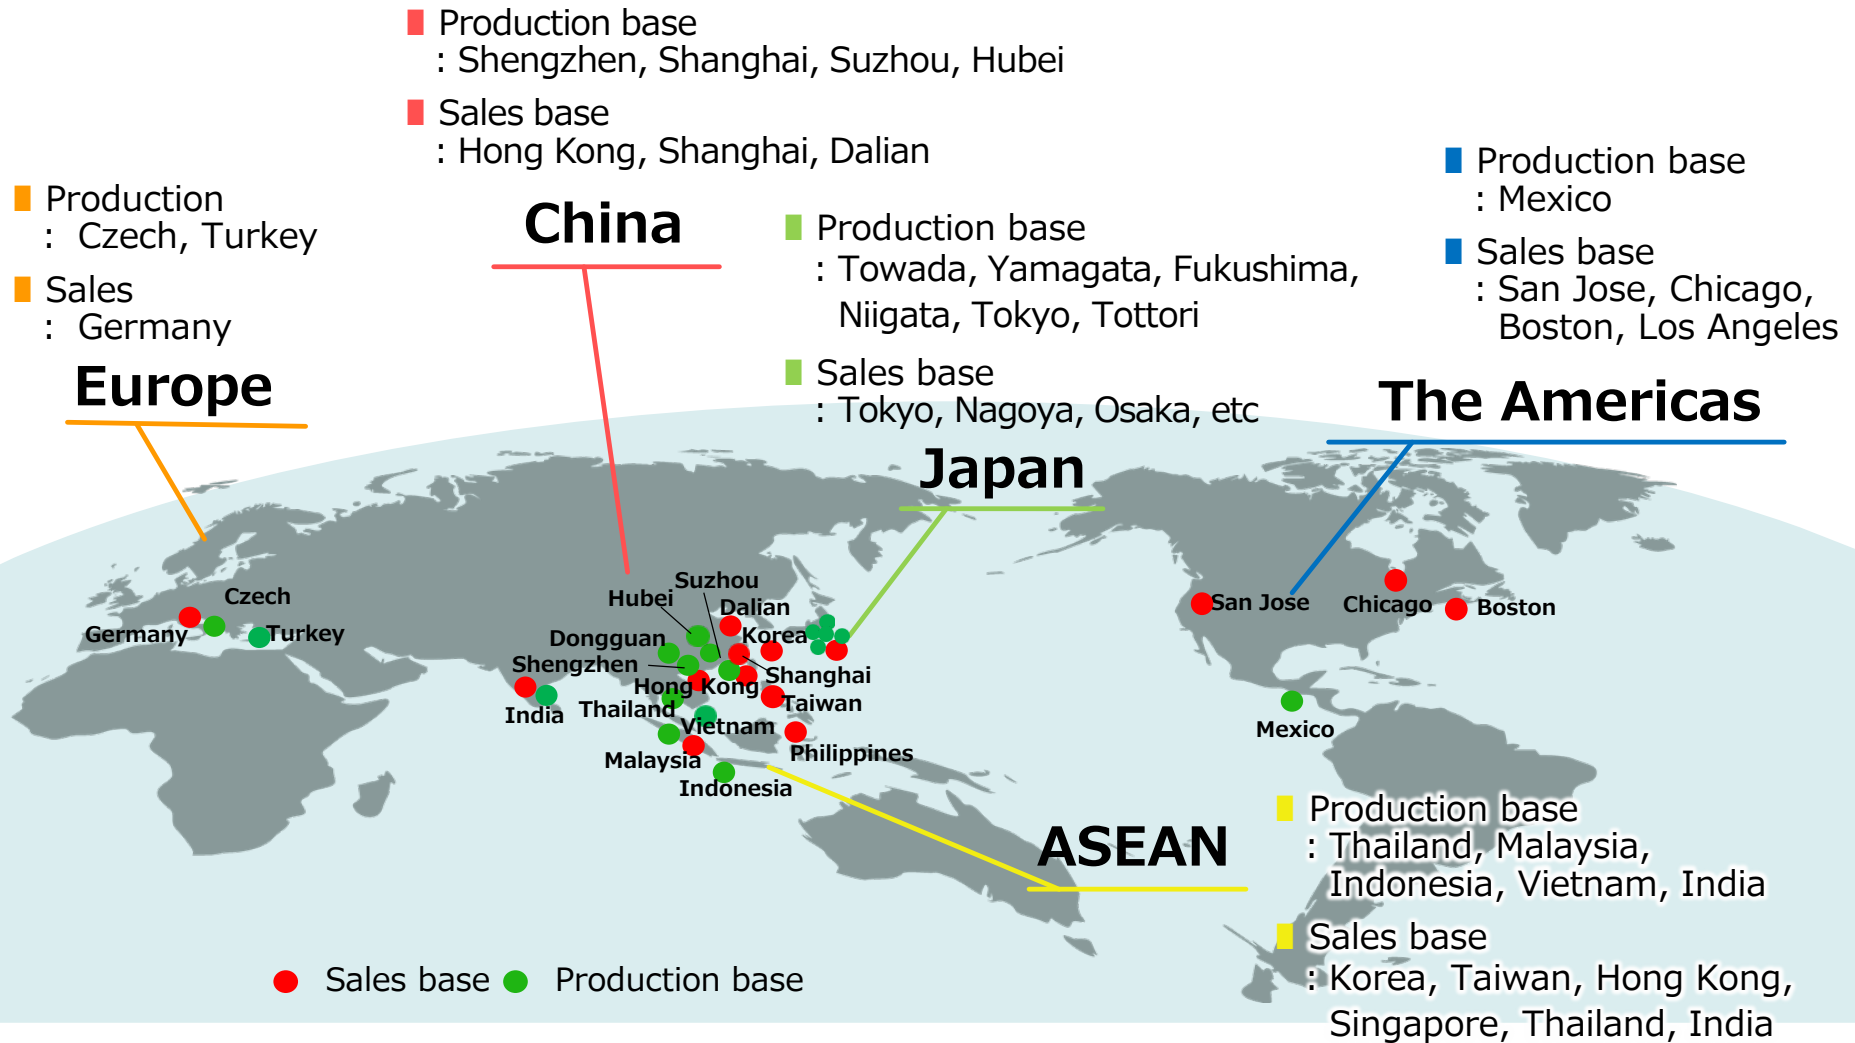 Production base
: Shengzhen, Shanghai, Suzhou, Hubei
Sales base
: Hong Kong, Shanghai, Dalian
China
Production
: Czech, Turkey
Sales
: Germany
Europe
Production base
: Towada, Yamagata, Fukushima,
Niigata, Tokyo, Tottori
Sales base
: Tokyo, Nagoya, Osaka, etc
Japan
Production base
: Mexico
Sales base
: San Jose, Chicago,
Boston, Los Angeles
The Americas
Czech
Germany
Turkey
Suzhou
Hubei
Dalian
Dongguan
Korea
Shengzhen
Shanghai
Hong Kong
India
Thailand
Taiwan
Vietnam
Malaysia
Philippines
Indonesia
San Jose
Chicago
Boston
Mexico
ASEAN
Production base
: Thailand, Malaysia,
Indonesia, Vietnam, India
Sales base
: Korea, Taiwan, Hong Kong,
Singapore, Thailand, India
Sales base
Production base